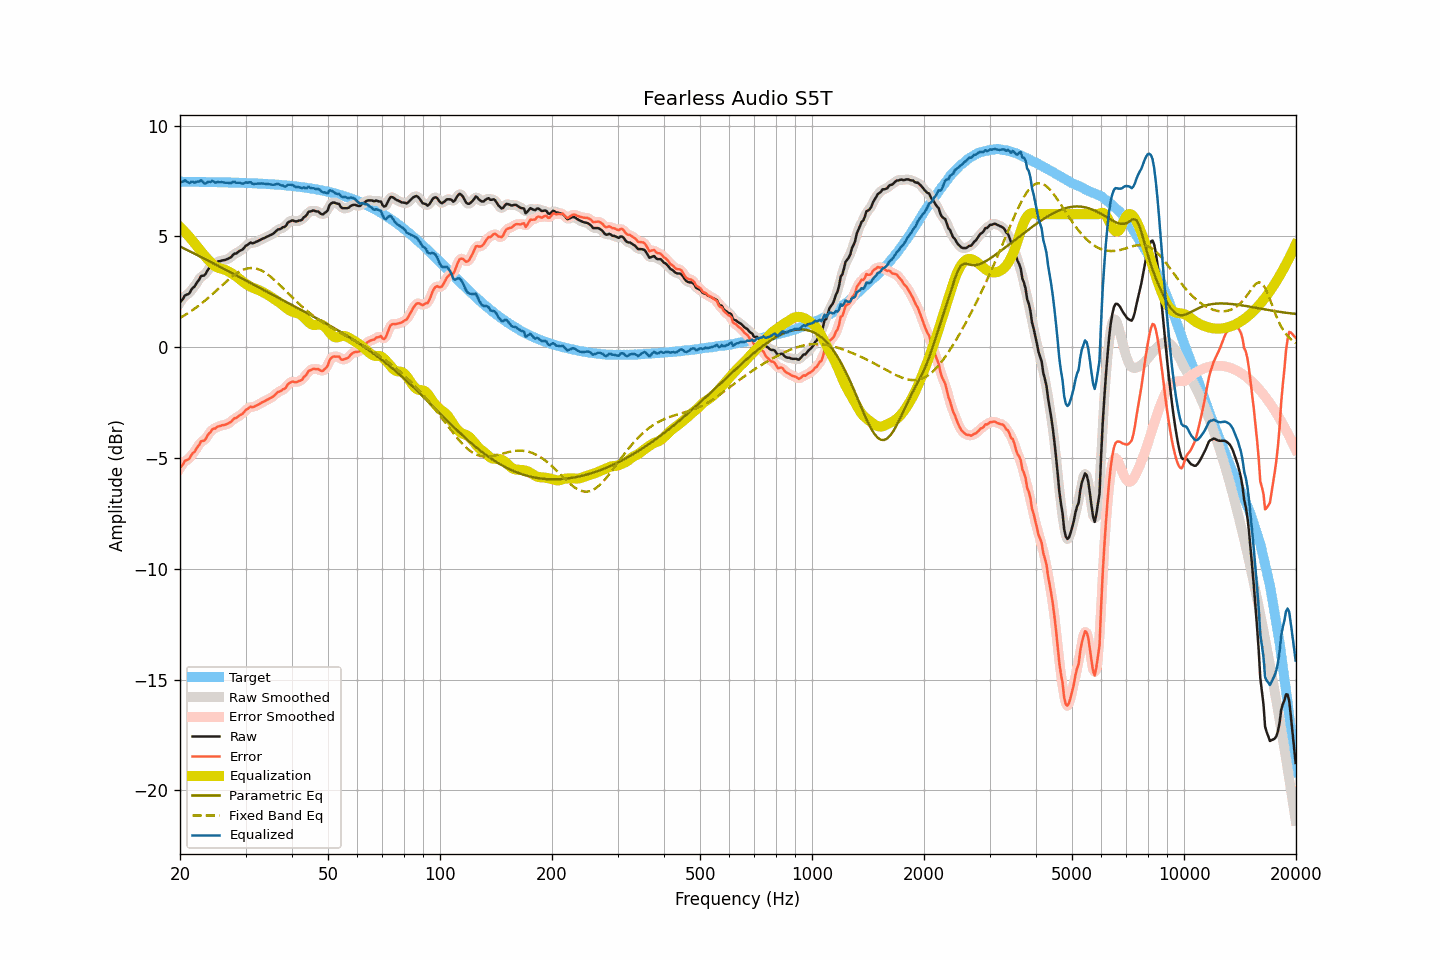 Fearless Audio S5T
10
5
0
−5
−10
−15
−20
Amplitude (dBr)
Target
Raw Smoothed
Error Smoothed
Raw
Error
Equalization
Parametric Eq
Fixed Band Eq
Equalized
20 50 100 200 500 1000 2000 5000 10000 20000
Frequency (Hz)